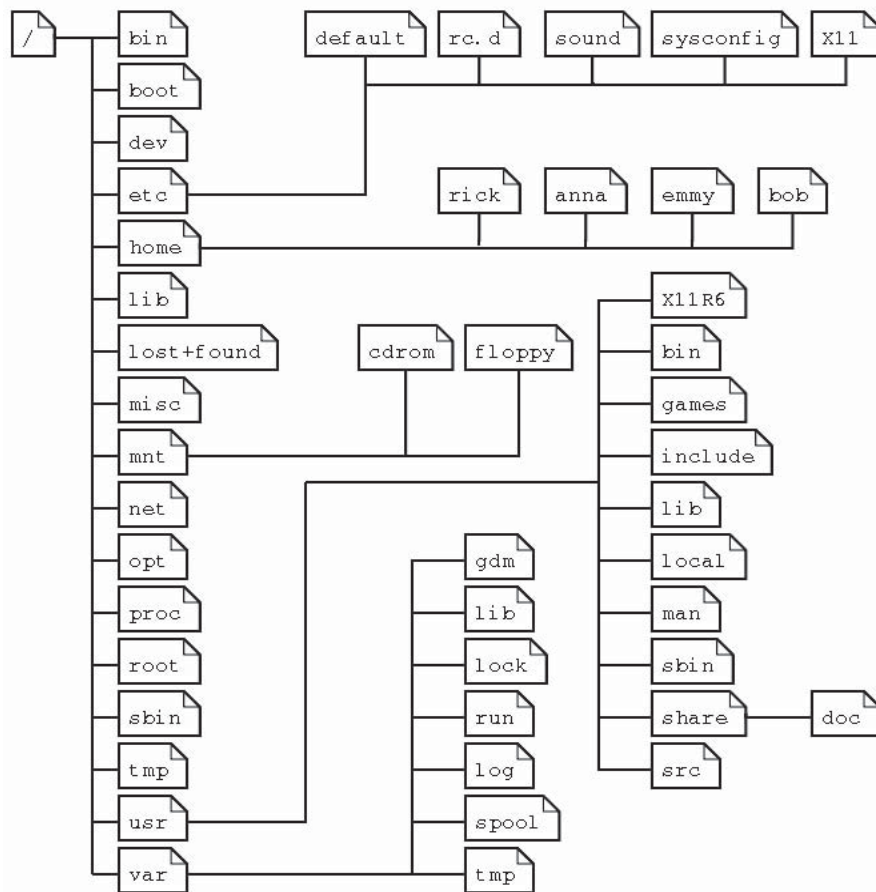 / bin default rc.d sound sysconfig X11
boot
dev
etc rick anna emmy bob
home
lib X11R6
lost+found cdrom floppy bin
misc games
mnt include
net lib
opt gdm local
proc lib man
root lock sbin
sbin run share doc
tmp log src
usr spool
var tmp